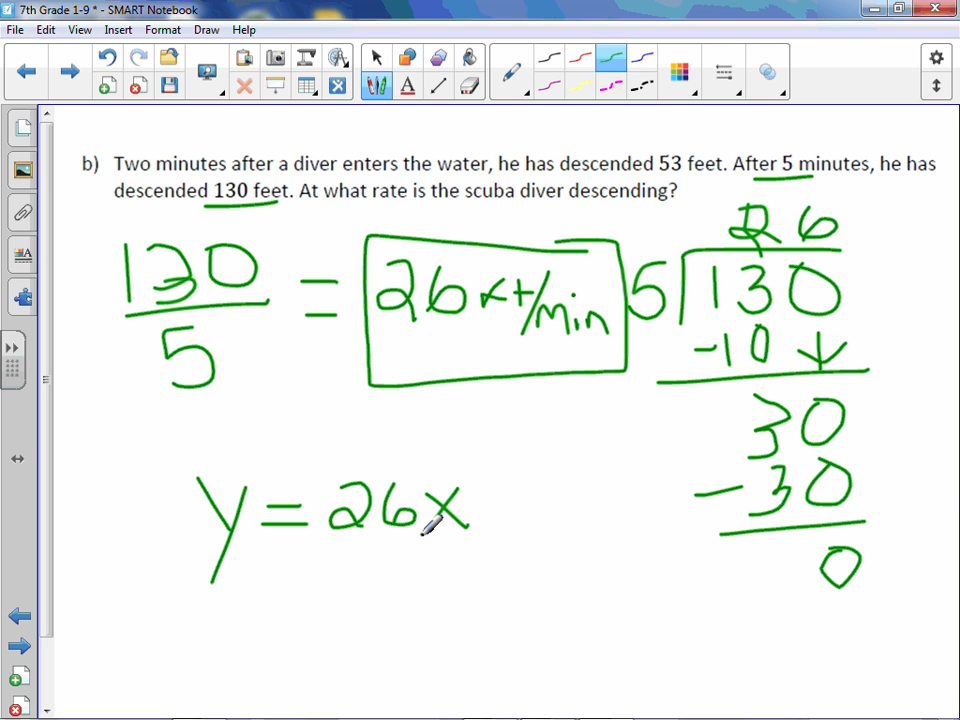 7th Grade 1-9 * - SMART Notebook
File Edit View Insert Format Draw Help
b) Two minutes after a diver enters the water, he has descended 53 feet. After 5 minutes, he has
descended 130 feet. At what rate is the scuba diver descending?
26
130 = 26 ft/min 5 130
5
-10
30
-30
y = 26x
0